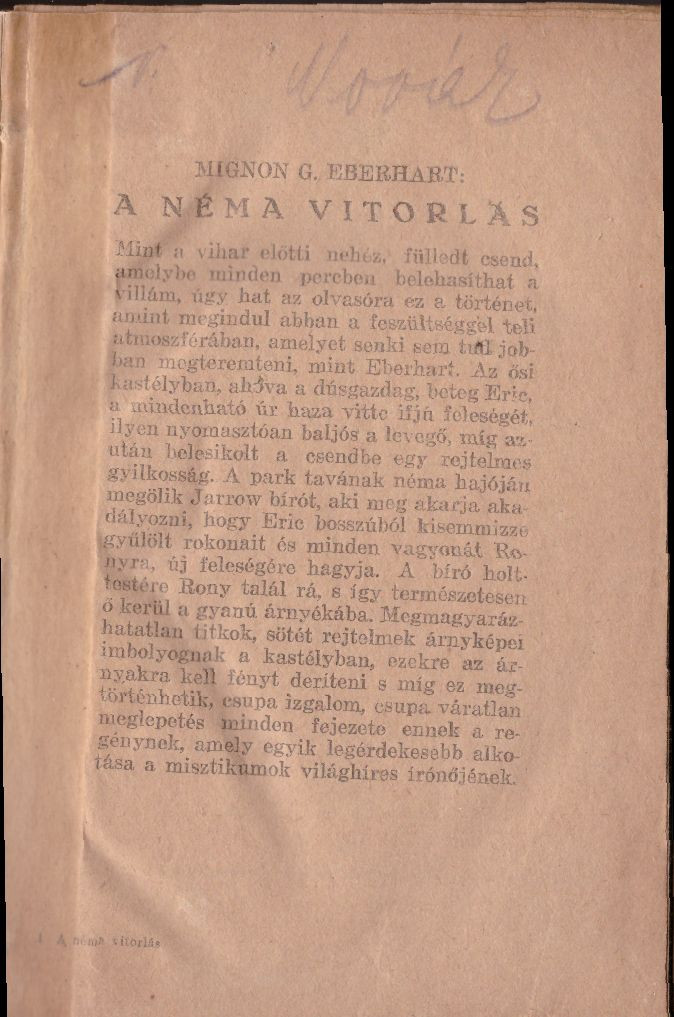 MIGNON G. EBERHART:
A NÉMA VITORLÁS
Mint a vihar előtti nehéz, fülledt csend,
amelybe minden percben belehasíthat a
villám, úgy hat az olvasóra ez a történet,
amint megindul abban a feszültséggel teli
atmoszférában, amelyet senki sem tud job-
ban megteremteni, mint Eberhart. Az ősi
kastélyban, ahova a dúsgazdag, beteg Eric,
a mindenható úr haza vitte ifjú feleségét,
ilyen nyomasztóan baljós a levegő, míg az-
után belesikolt a csendbe egy rejtelmes
gyilkosság. A park tavának néma hajóján
megölik Jarrow bírót, aki meg akarja aka-
dályozni, hogy Eric bosszúból kisemmizze
gyűlölt rokonait és minden vagyonát Ro-
nyra, új feleségére hagyja. A bíró holt-
testére Rony talál rá, s így természetesen
ő kerül a gyanú árnyékába. Megmagyaráz-
hatatlan titkok, sötét rejtelmek árnyképei
imbolyognak a kastélyban, ezekre az ár-
nyakra kell fényt deríteni s míg ez meg-
történhetik, csupa izgalom, csupa váratlan
meglepetés minden fejezete ennek a re-
génynek, amely egyik legérdekesebb alko-
tása a misztikumok világhíres írónőjének.
1 A néma vitorlás